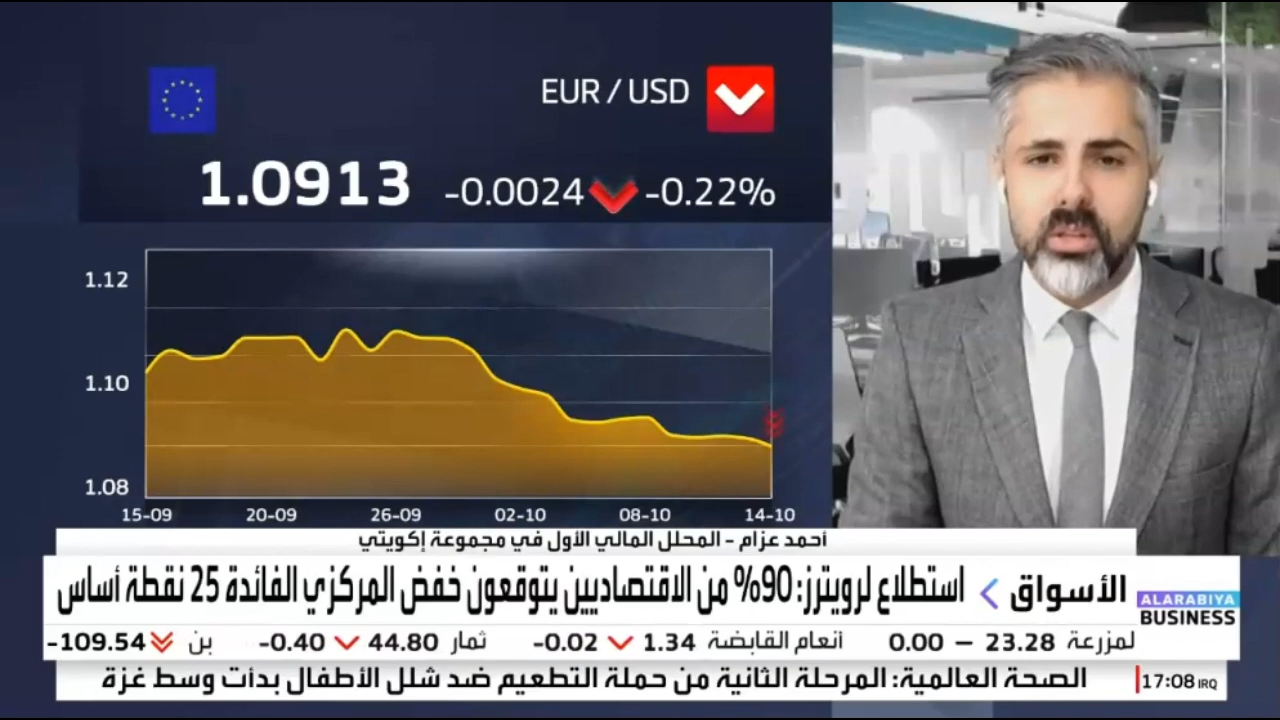 EUR / USD
1.0913 -0.0024 -0.22%
1.12
1.10
1.08
15-09 20-09 26-09 02-10 08-10 14-10
أحمد عزام - المحلل المالي الأول في مجموعة إكويتي
الأسواق استطلاع لرويترز: 90% من الاقتصاديين يتوقعون خفض المركزي الفائدة 25 نقطة أساس
ALARABIYA
BUSINESS
لمزرعة 23.28 – 0.00 أنعام القابضة 1.34 -0.02 ثمار 44.80 -0.40 بن -109.54
17:08 IRQ الصحة العالمية: المرحلة الثانية من حملة التطعيم ضد شلل الأطفال بدأت وسط غزة